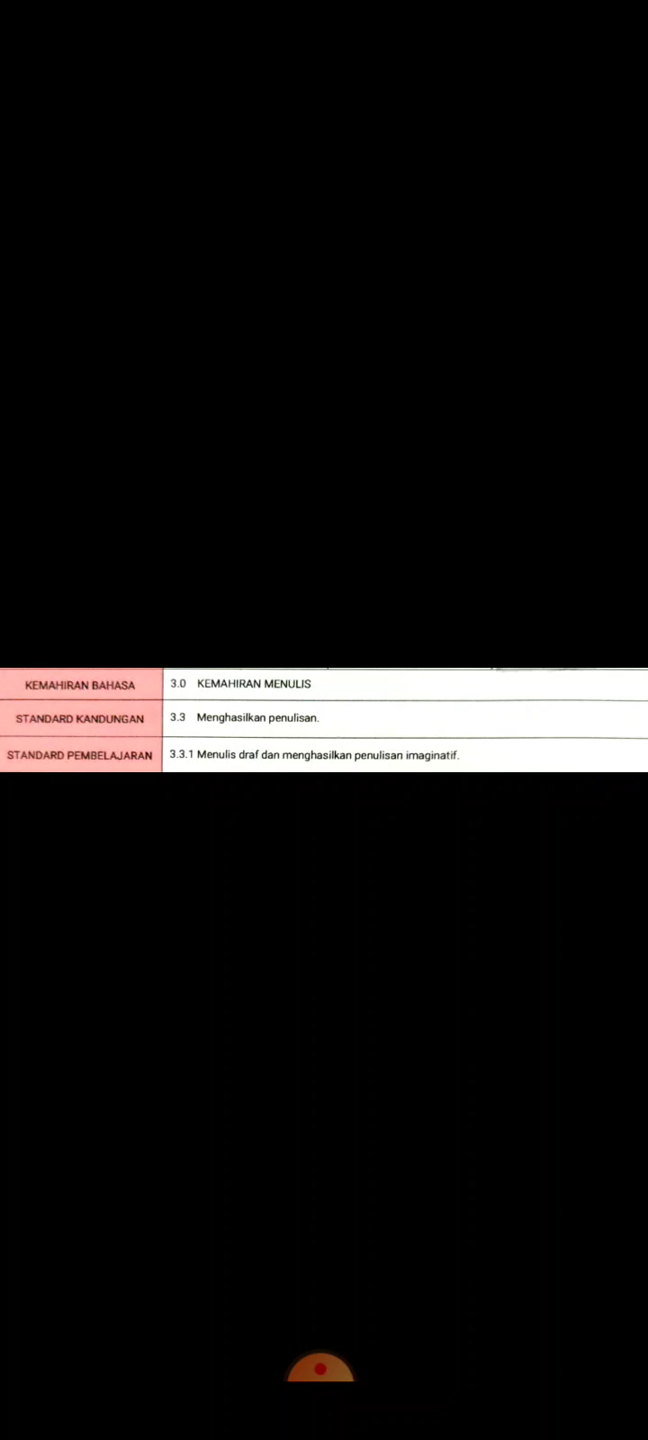 KEMAHIRAN BAHASA 3.0 KEMAHIRAN MENULIS
STANDARD KANDUNGAN 3.3 Menghasilkan penulisan.
STANDARD PEMBELAJARAN 3.3.1 Menulis draf dan menghasilkan penulisan imaginatif.